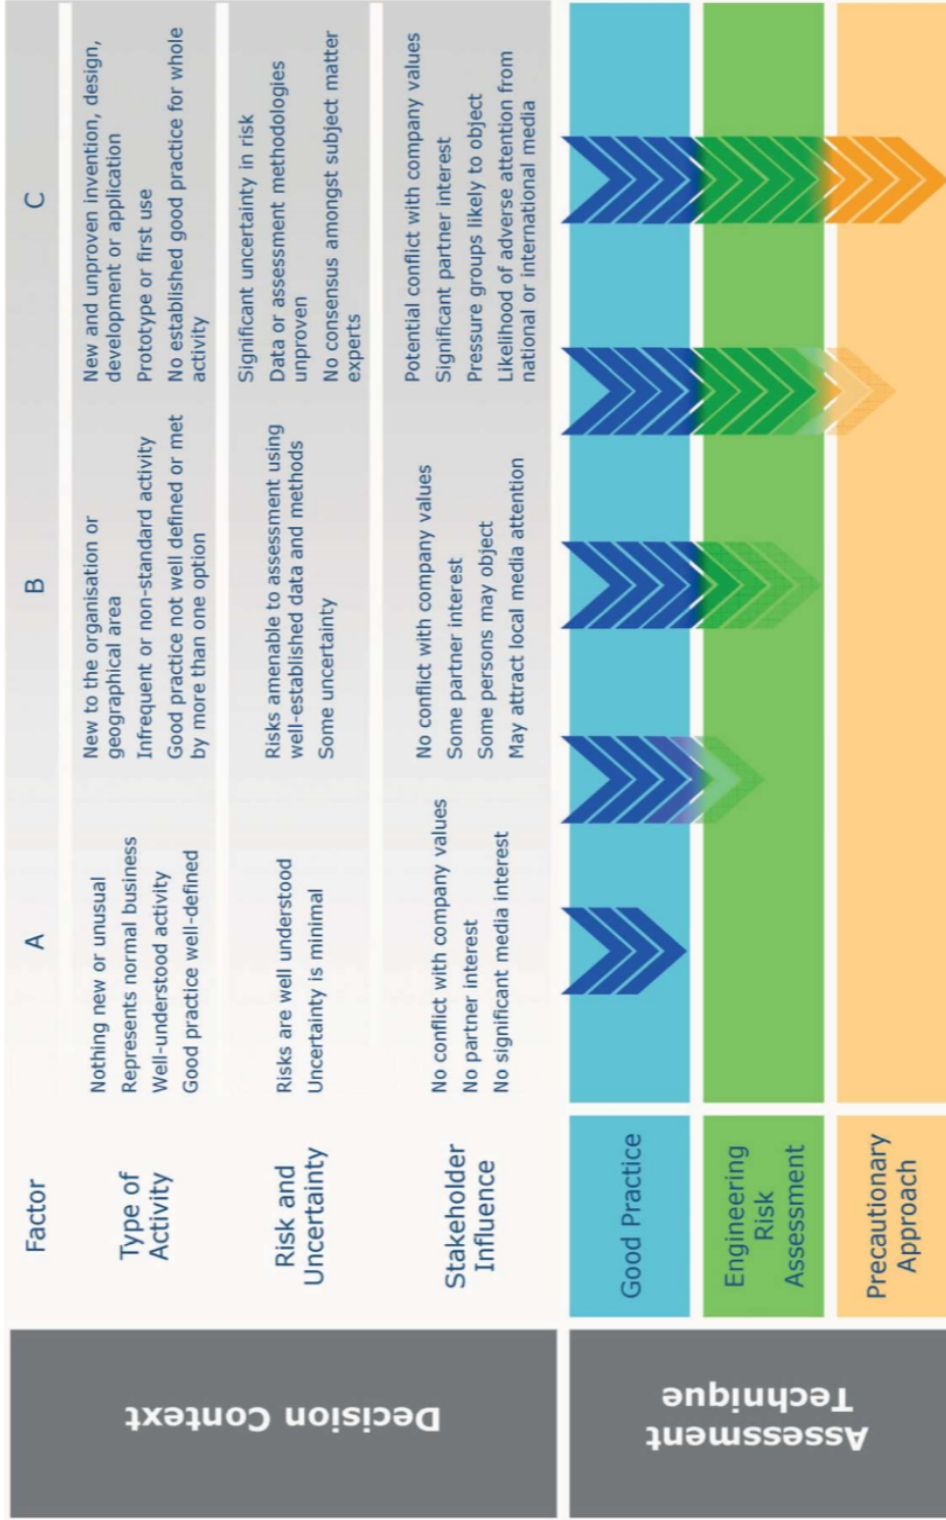 Decision Context
Factor
A
B
C
Type of
Activity
Nothing new or unusual
Represents normal business
Well-understood activity
Good practice well-defined
New to the organisation or
geographical area
Infrequent or non-standard activity
Good practice not well defined or met
by more than one option
New and unproven invention, design,
development or application
Prototype or first use
No established good practice for whole
activity
Risk and
Uncertainty
Risks are well understood
Uncertainty is minimal
Risks amenable to assessment using
well-established data and methods
Some uncertainty
Significant uncertainty in risk
Data or assessment methodologies
unproven
No consensus amongst subject matter
experts
Stakeholder
Influence
No conflict with company values
No partner interest
No significant media interest
No conflict with company values
Some partner interest
Some persons may object
May attract local media attention
Potential conflict with company values
Significant partner interest
Pressure groups likely to object
Likelihood of adverse attention from
national or international media
Assessment
Technique
Good Practice
Engineering
Risk
Assessment
Precautionary
Approach